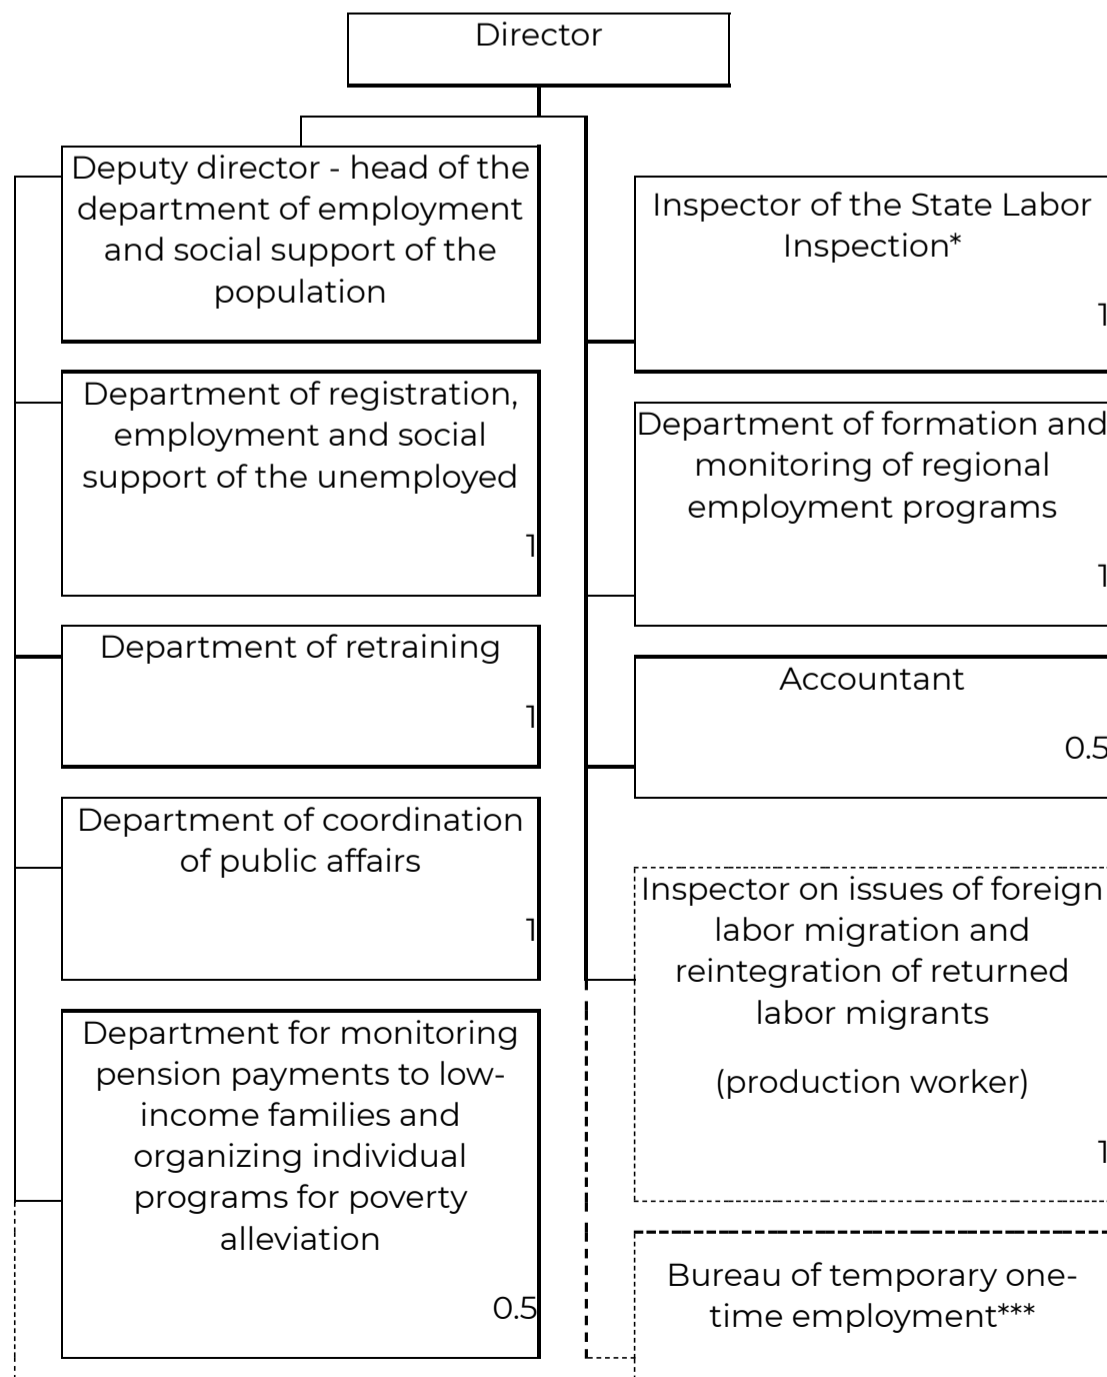 Director
Deputy director - head of the
department of employment
and social support of the
population
Department of registration,
employment and social
support of the unemployed
1
Department of retraining
1
Department of coordination
of public affairs
1
Department for monitoring
pension payments to low-
income families and
organizing individual
programs for poverty
alleviation
0.5
Inspector of the State Labor
Inspection*
1
Department of formation and
monitoring of regional
employment programs
1
Accountant
0.5
Inspector on issues of foreign
labor migration and
reintegration of returned
labor migrants
(production worker)
1
Bureau of temporary one-
time employment***